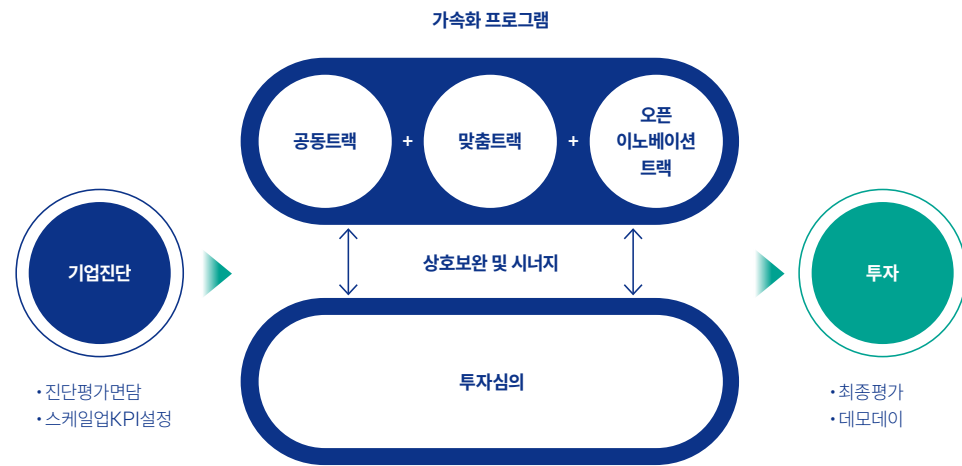 가속화 프로그램
공동트랙
+
맞춤트랙
+
오픈
이노베이션
트랙
기업진단
상호보완 및 시너지
투자
투자심의
• 진단평가면담
• 스케일업KPI설정
• 최종평가
• 데모데이